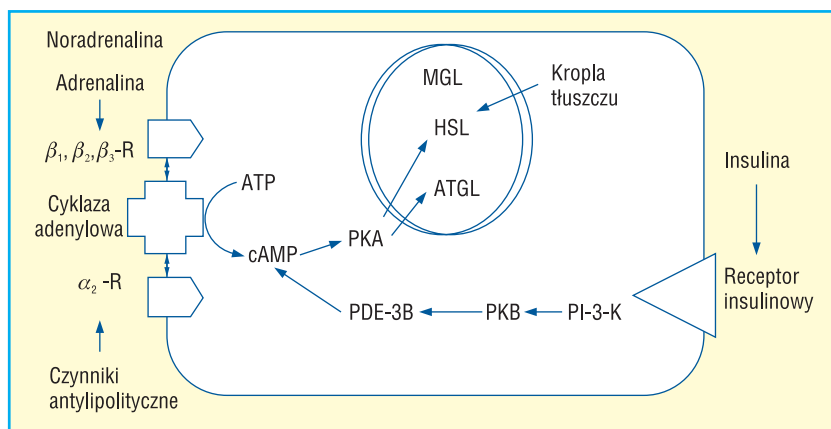 Noradrenalina
Adrenalina
β₁, β₂, β₃-R
Cyklaza
adenylowa
α₂ -R
Czynniki
antylipolityczne
ATP
cAMP
PKA
MGL
HSL
ATGL
Kropla
tłuszczu
PDE-3B
PKB
PI-3-K
Insulina
Receptor
insulinowy